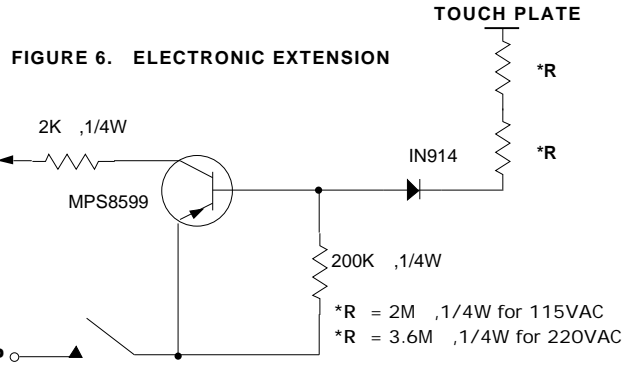 TOUCH PLATE
FIGURE 6. ELECTRONIC EXTENSION
*R
2K ,1/4W
*R
IN914
MPS8599
200K ,1/4W
*R = 2M ,1/4W for 115VAC
*R = 3.6M ,1/4W for 220VAC